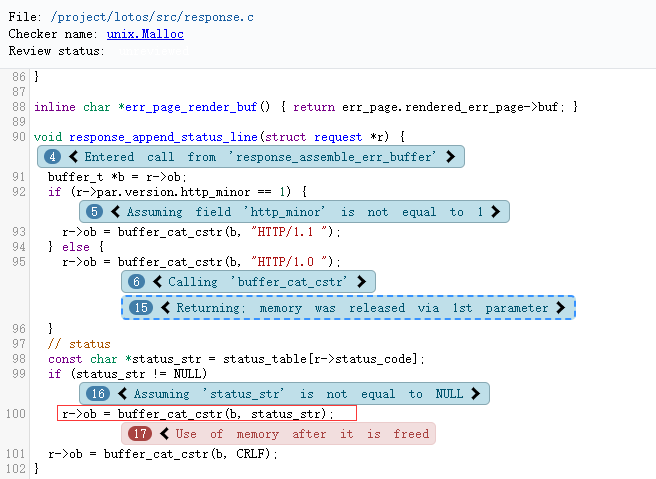 File: /project/lotos/src/response.c
Checker name: unix.Malloc
Review status:
86 }
87
88 inline char *err_page_render_buf() { return err_page.rendered_err_page->buf; }
89
90 void response_append_status_line(struct request *r) {
4 Entered call from 'response_assemble_err_buffer'
91 buffer_t *b = r->ob;
92 if (r->par.version.http_minor == 1) {
5 Assuming field 'http_minor' is not equal to 1
93 r->ob = buffer_cat_cstr(b, "HTTP/1.1 ");
94 } else {
95 r->ob = buffer_cat_cstr(b, "HTTP/1.0 ");
6 Calling 'buffer_cat_cstr'
15 Returning; memory was released via 1st parameter
96 }
97 // status
98 const char *status_str = status_table[r->status_code];
99 if (status_str != NULL)
16 Assuming 'status_str' is not equal to NULL
100 r->ob = buffer_cat_cstr(b, status_str);
17 Use of memory after it is freed
101 r->ob = buffer_cat_cstr(b, CRLF);
102 }